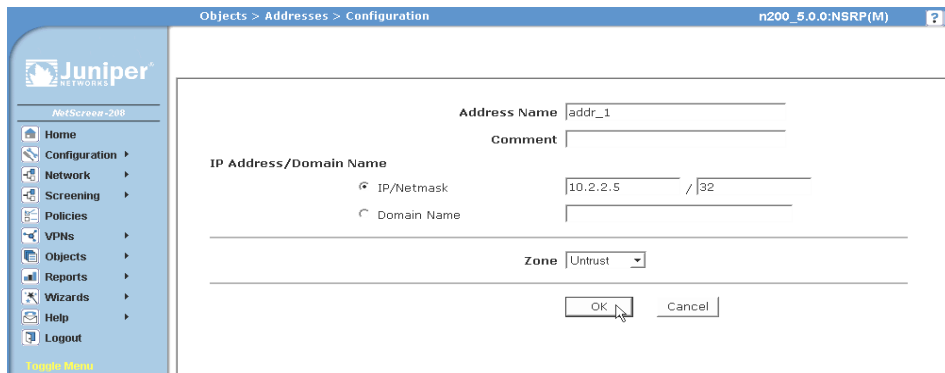 Objects > Addresses > Configuration
n200_5.0.0:NSRP(M)
?
Juniper
NETWORKS
NetScreen-208
Home
Configuration
Network
Screening
Policies
VPNs
Objects
Reports
Wizards
Help
Logout
Toggle Menu
Address Name addr_1
Comment
IP Address/Domain Name
IP/Netmask 10.2.2.5 / 32
Domain Name
Zone Untrust
OK Cancel